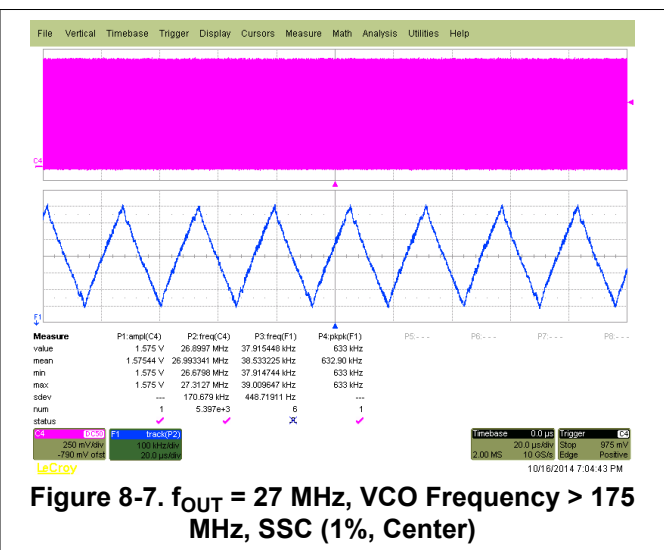 File Vertical Timebase Trigger Display Cursors Measure Math Analysis Utilities Help
C4
F1
Measure P1:ampl(C4) P2:freq(C4) P3:freq(F1) P4:pkpk(F1) P5:- - - P6:- - - P7:- - - P8:- - -
value 1.575 V 26.8997 MHz 37.915448 kHz 633 kHz
mean 1.57544 V 26.993341 MHz 38.533225 kHz 632.90 kHz
min 1.575 V 26.6798 MHz 37.914744 kHz 633 kHz
max 1.575 V 27.3127 MHz 39.009647 kHz 633 kHz
sdev --- 170.679 kHz 448.71911 Hz ---
num 1 5.397e+3 6 1
status
C4 DC50 F1 track(P2) Timebase 0.0 µs Trigger C4
250 mV/div 100 kHz/div 20.0 µs/div Stop 975 mV
-790 mV ofst 20.0 µs/div 2.00 MS 10 GS/s Edge Positive
LeCroy 10/16/2014 7:04:43 PM
Figure 8-7. fOUT = 27 MHz, VCO Frequency > 175
MHz, SSC (1%, Center)